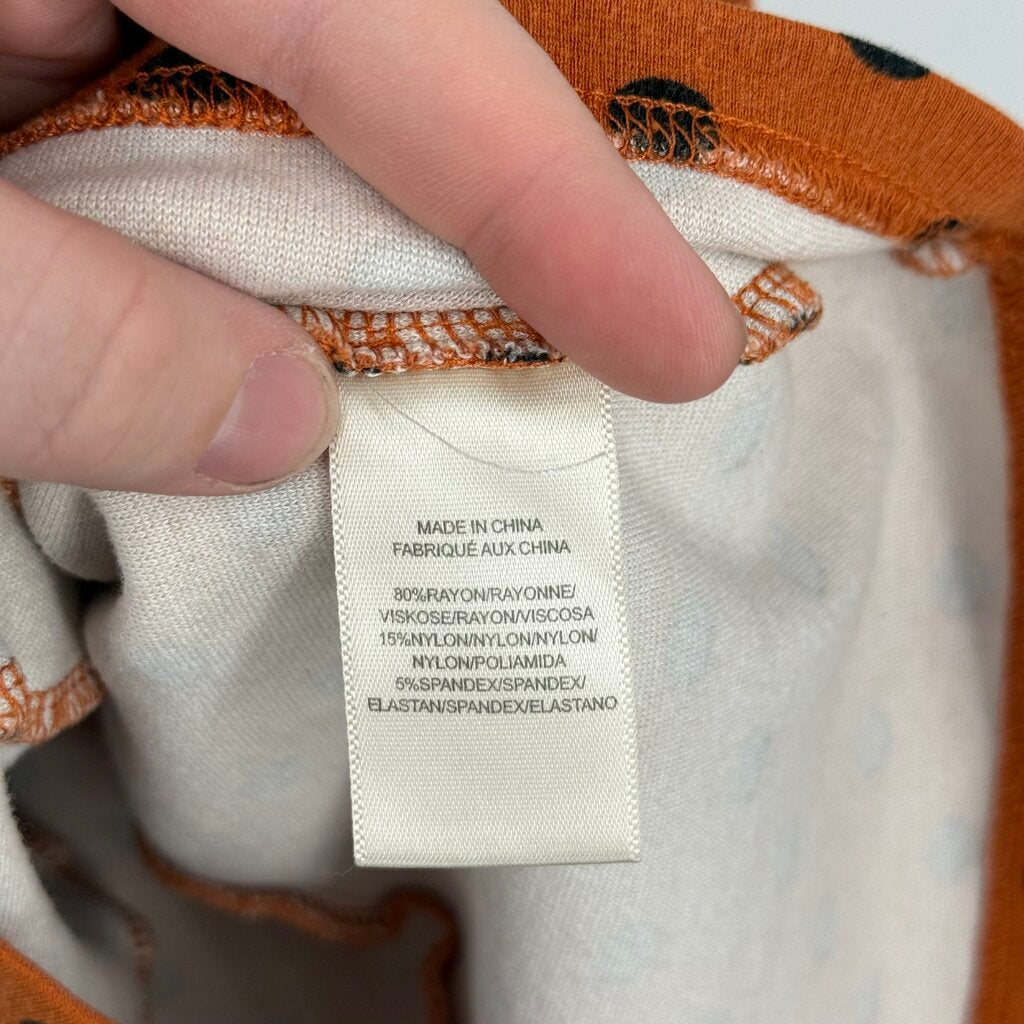 MADE IN CHINA
FABRIQUÉ AUX CHINA
80%RAYON/RAYONNE/
VISKOSE/RAYON/VISCOSA
15%NYLON/NYLON/NYLON/
NYLON/POLIAMIDA
5%SPANDEX/SPANDEX/
ELASTAN/SPANDEX/ELASTANO